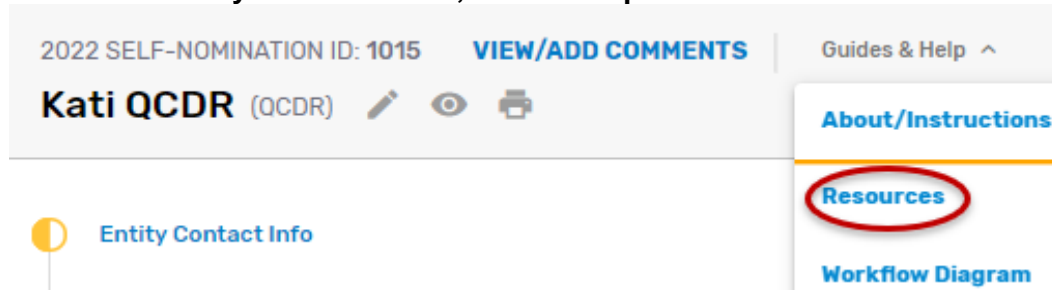 2022 SELF-NOMINATION ID: 1015 VIEW/ADD COMMENTS Guides & Help
Kati QCDR (QCDR)
About/Instructions
Resources
Entity Contact Info
Workflow Diagram